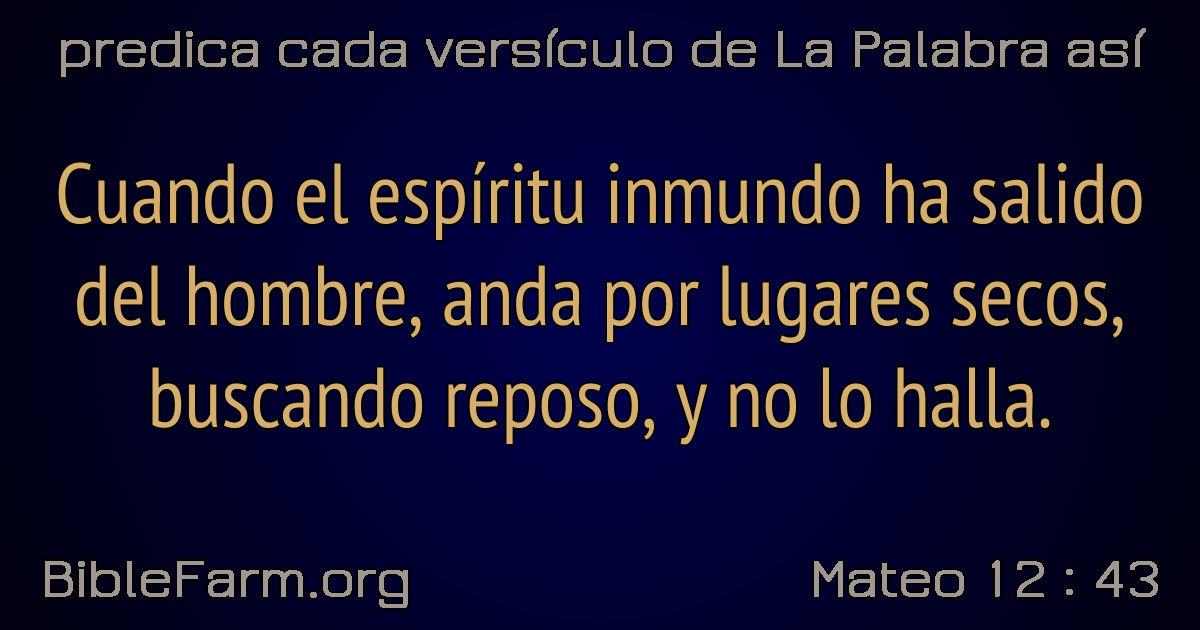 predica cada versículo de La Palabra así
Cuando el espíritu inmundo ha salido
del hombre, anda por lugares secos,
buscando reposo, y no lo halla.
BibleFarm.org
Mateo 12 : 43